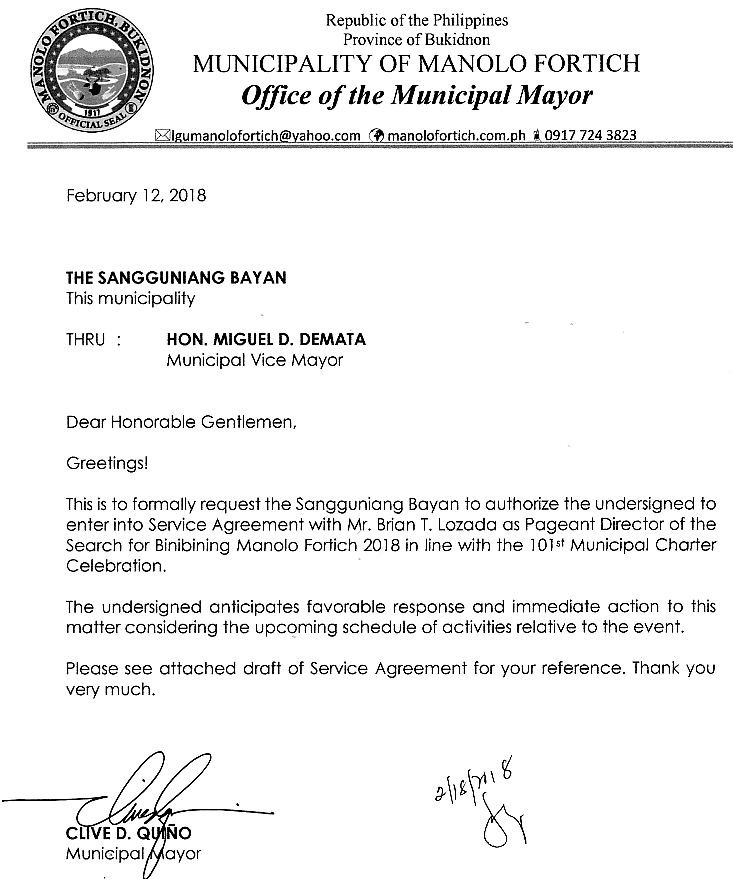 MANOLO FORTICH, BUKIDNON
1917
OFFICIAL SEAL
Republic of the Philippines
Province of Bukidnon
MUNICIPALITY OF MANOLO FORTICH
Office of the Municipal Mayor
lgumanolofortich@yahoo.com manolofortich.com.ph 0917 724 3823
February 12, 2018
THE SANGGUNIANG BAYAN
This municipality
THRU : HON. MIGUEL D. DEMATA
Municipal Vice Mayor
Dear Honorable Gentlemen,
Greetings!
This is to formally request the Sangguniang Bayan to authorize the undersigned to
enter into Service Agreement with Mr. Brian T. Lozada as Pageant Director of the
Search for Binibining Manolo Fortich 2018 in line with the 101st Municipal Charter
Celebration.
The undersigned anticipates favorable response and immediate action to this
matter considering the upcoming schedule of activities relative to the event.
Please see attached draft of Service Agreement for your reference. Thank you
very much.
CLIVE D. QUIÑO
Municipal Mayor